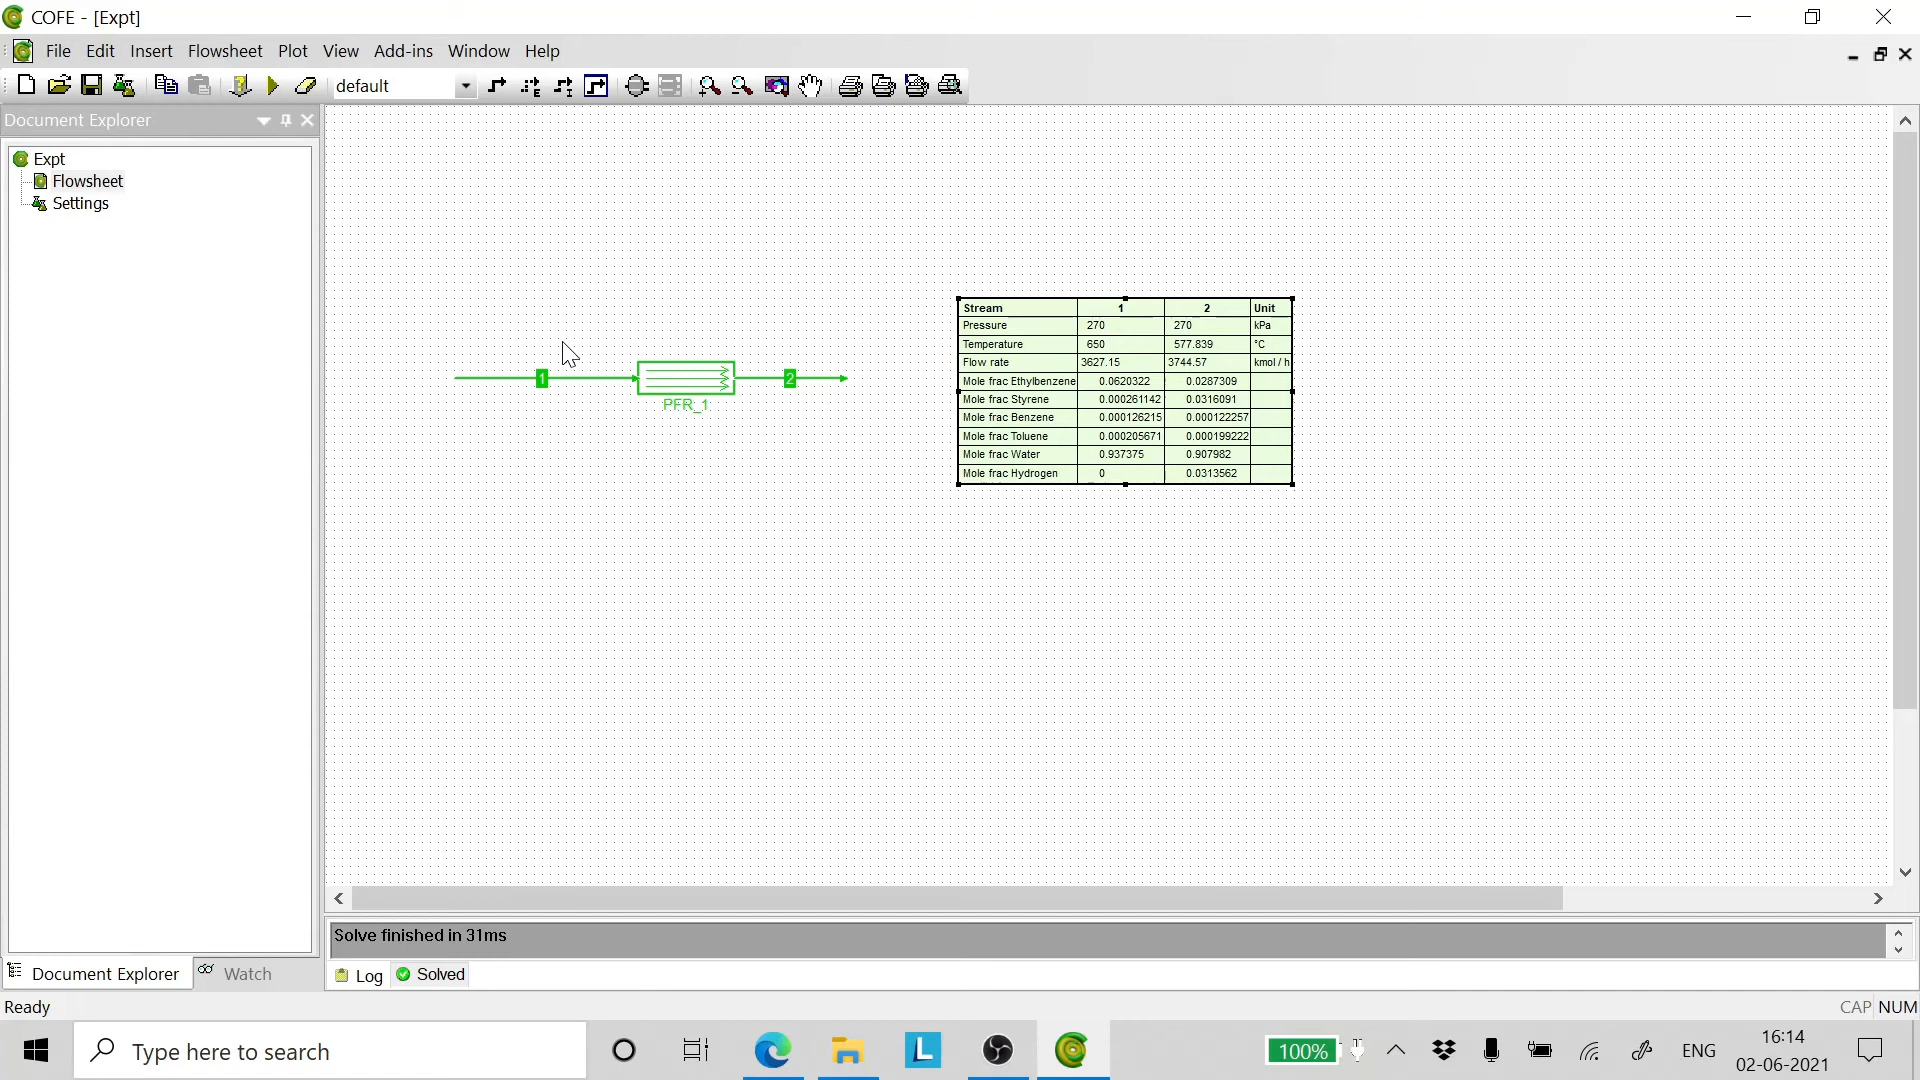 COFE - [Expt]
File Edit Insert Flowsheet Plot View Add-ins Window Help
default
Document Explorer
Expt
Flowsheet
Settings
1
2
PFR_1
Stream 1 2 Unit
Pressure 270 270 kPa
Temperature 650 577.839 °C
Flow rate 3627.15 3744.57 kmol / h
Mole frac Ethylbenzene 0.0620322 0.0287309
Mole frac Styrene 0.000261142 0.0316091
Mole frac Benzene 0.000126215 0.000122257
Mole frac Toluene 0.000205671 0.000199222
Mole frac Water 0.937375 0.907982
Mole frac Hydrogen 0 0.0313562
Solve finished in 31ms
Document Explorer Watch
Log Solved
Ready
CAP NUM
Type here to search
L
100%
ENG
16:14
02-06-2021